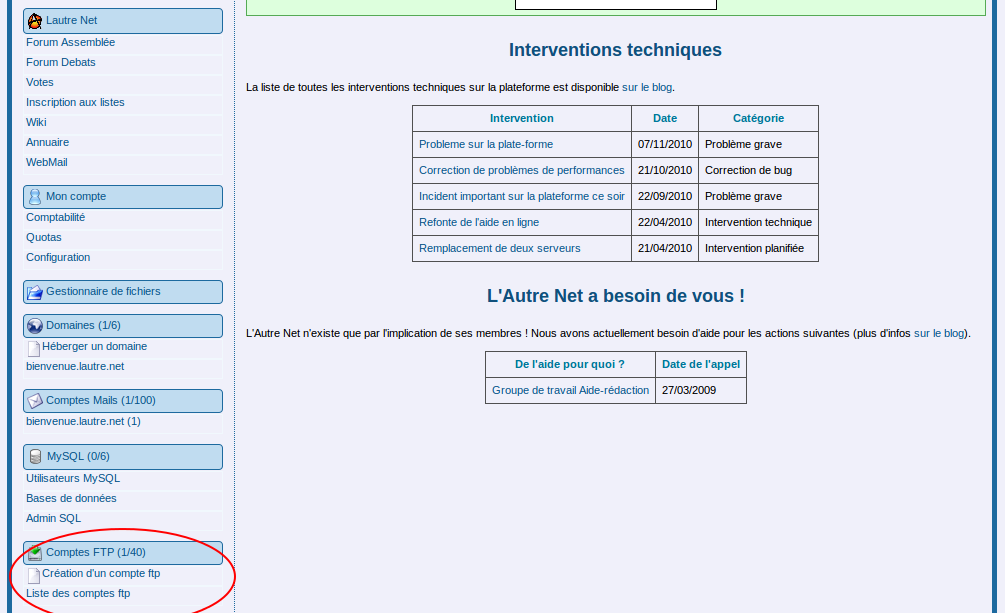 Lautre Net
Forum Assemblée
Forum Debats
Votes
Inscription aux listes
Wiki
Annuaire
WebMail
Mon compte
Comptabilité
Quotas
Configuration
Gestionnaire de fichiers
Domaines (1/6)
Héberger un domaine
bienvenue.lautre.net
Comptes Mails (1/100)
bienvenue.lautre.net (1)
MySQL (0/6)
Utilisateurs MySQL
Bases de données
Admin SQL
Comptes FTP (1/40)
Création d'un compte ftp
Liste des comptes ftp
Interventions techniques
La liste de toutes les interventions techniques sur la plateforme est disponible sur le blog.
Intervention Date Catégorie
Probleme sur la plate-forme 07/11/2010 Problème grave
Correction de problèmes de performances 21/10/2010 Correction de bug
Incident important sur la plateforme ce soir 22/09/2010 Problème grave
Refonte de l'aide en ligne 22/04/2010 Intervention technique
Remplacement de deux serveurs 21/04/2010 Intervention planifiée
L'Autre Net a besoin de vous !
L'Autre Net n'existe que par l'implication de ses membres ! Nous avons actuellement besoin d'aide pour les actions suivantes (plus d'infos sur le blog).
De l'aide pour quoi ? Date de l'appel
Groupe de travail Aide-rédaction 27/03/2009